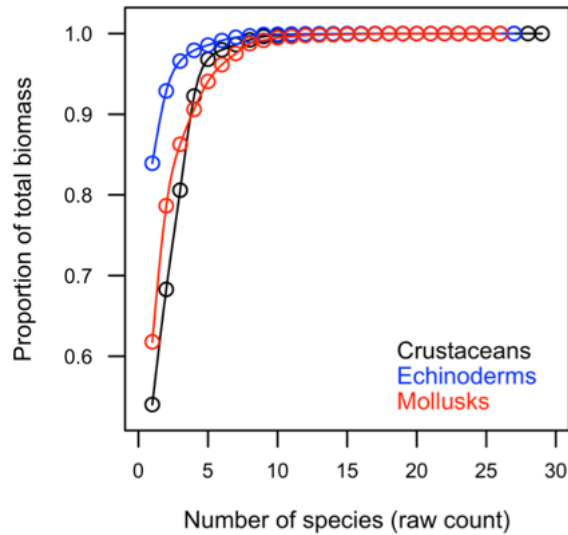 1.0
0.9
0.8
0.7
0.6
Proportion of total biomass
Crustaceans
Echinoderms
Mollusks
0 5 10 15 20 25 30
Number of species (raw count)